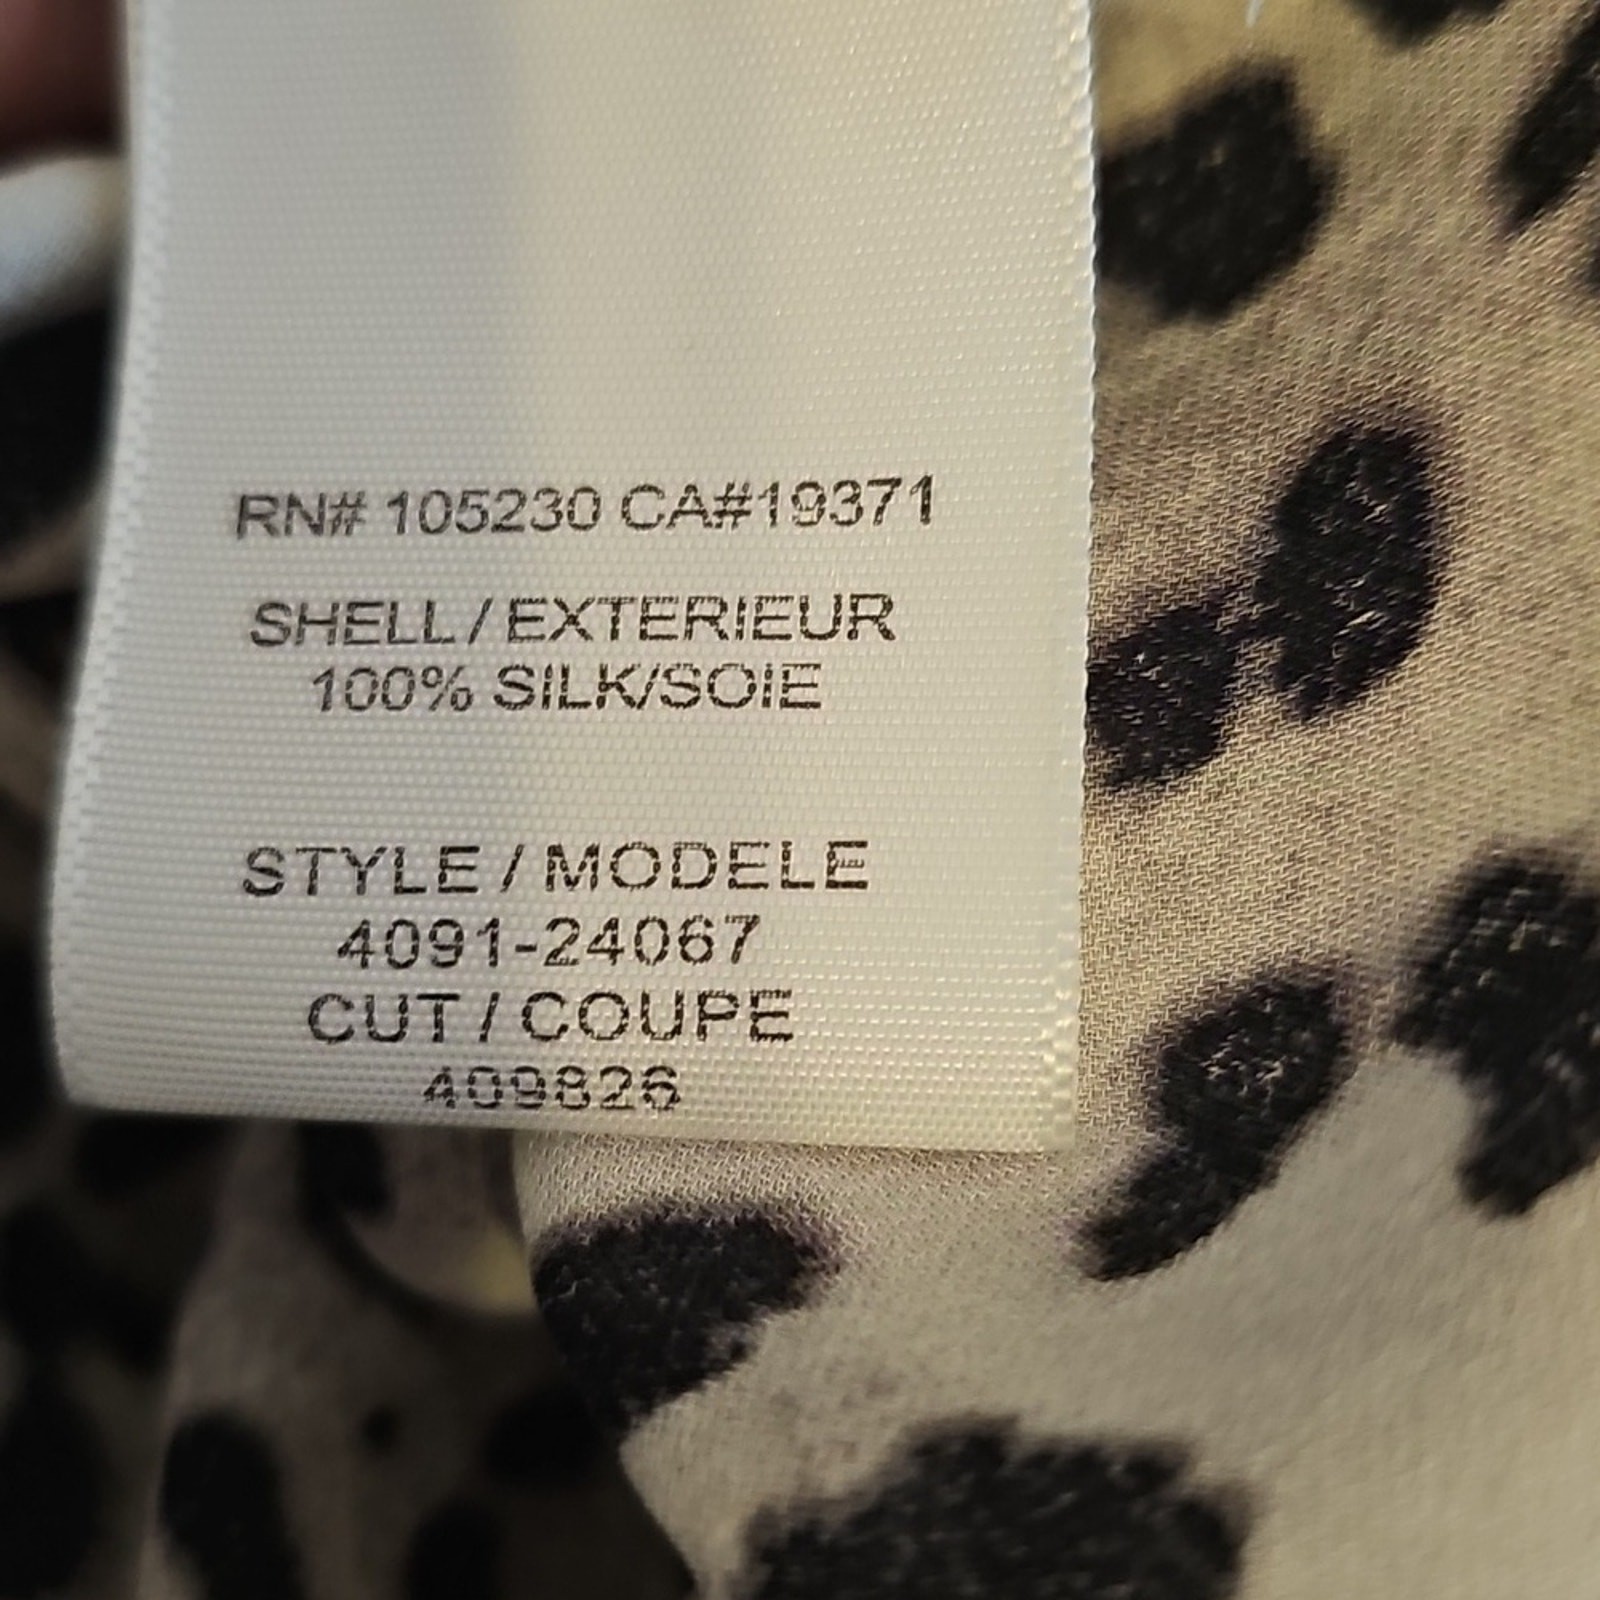 RN# 105230 CA#19371
SHELL / EXTERIEUR
100% SILK/SOIE
STYLE / MODELE
4091-24067
CUT / COUPE
409826